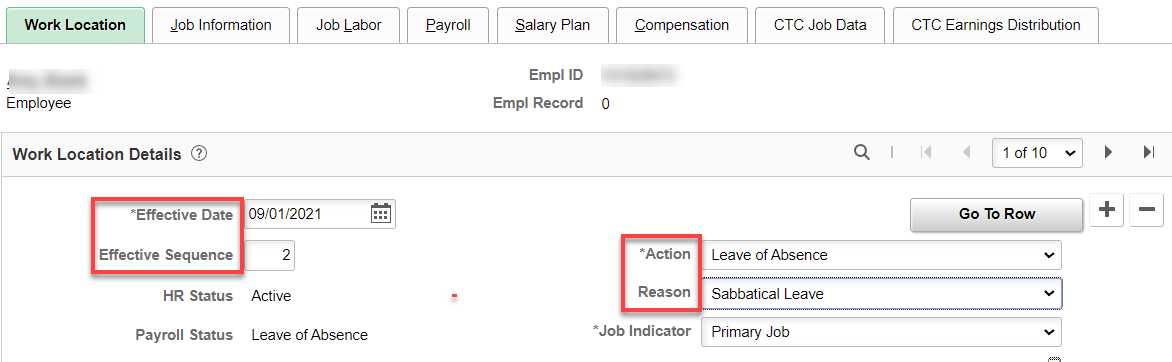 Work Location Job Information Job Labor Payroll Salary Plan Compensation CTC Job Data CTC Earnings Distribution
Empl ID
Employee
Empl Record 0
Work Location Details ? 1 of 10
*Effective Date 09/01/2021 Go To Row + −
Effective Sequence 2 *Action Leave of Absence
HR Status Active Reason Sabbatical Leave
Payroll Status Leave of Absence *Job Indicator Primary Job